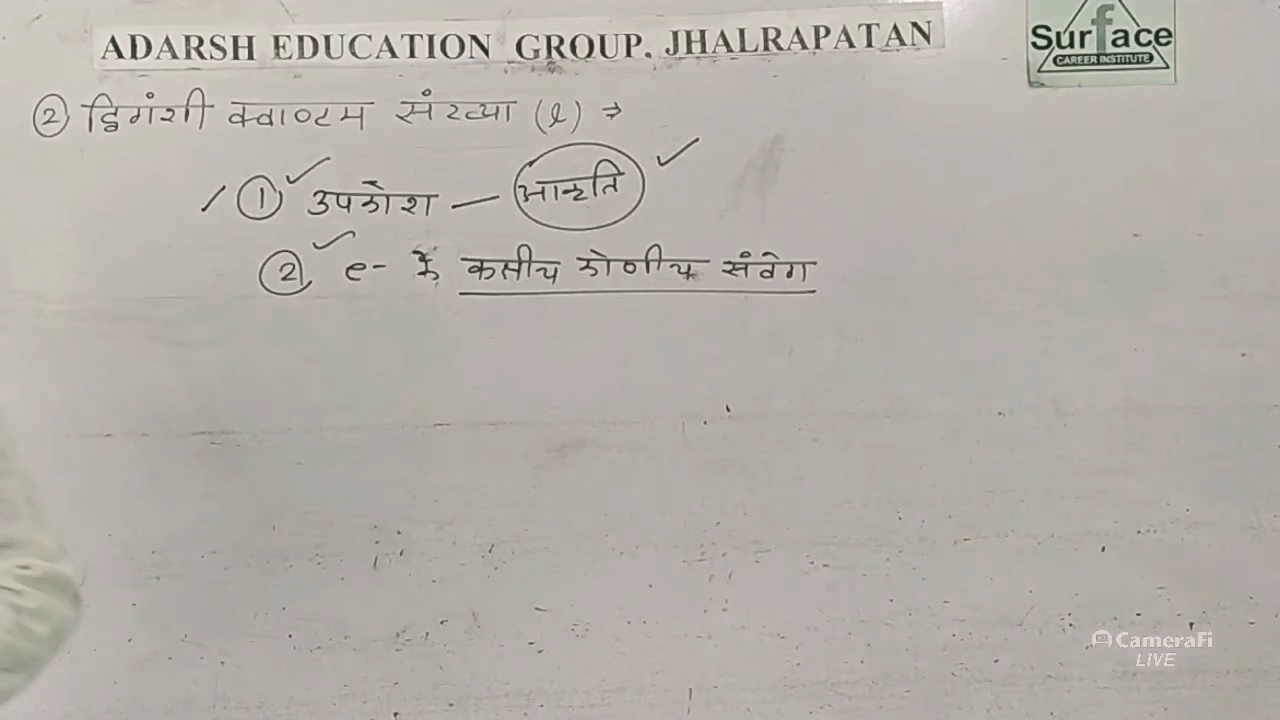 ADARSH EDUCATION GROUP, JHALRAPATAN
Surface
CAREER INSTITUTE
② द्विगंशी क्वाण्टम संख्या (l) ⇒
① उपकोश — आकृति
② e- के कक्षीय कोणीय संवेग
CameraFi
LIVE